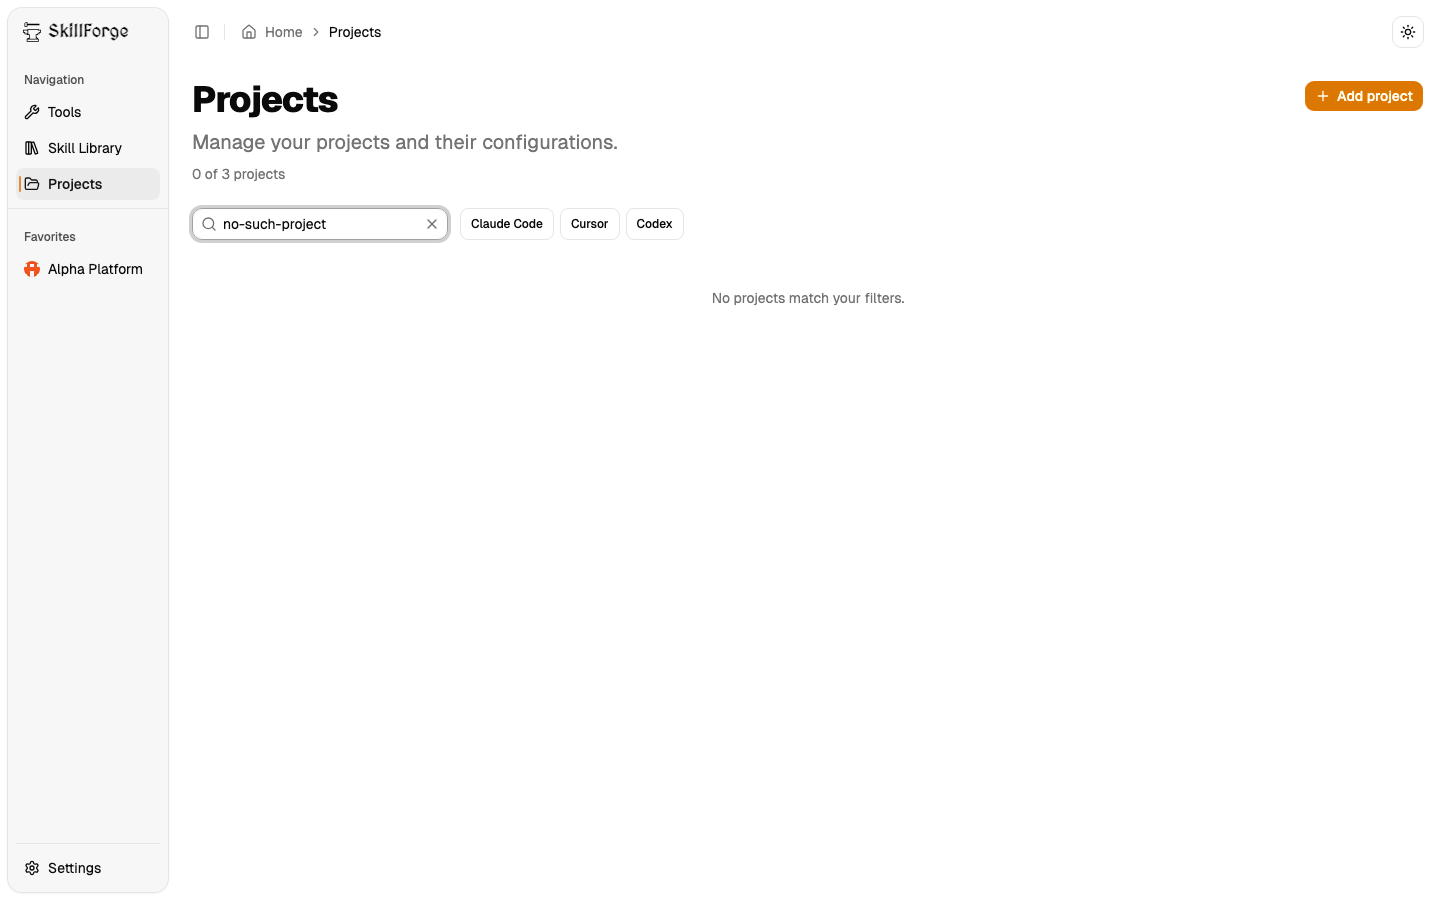 SkillForge
Home
Projects
Navigation
Tools
Skill Library
Projects
Favorites
Alpha Platform
Settings
Projects
Add project
Manage your projects and their configurations.
0 of 3 projects
no-such-project
Claude Code
Cursor
Codex
No projects match your filters.